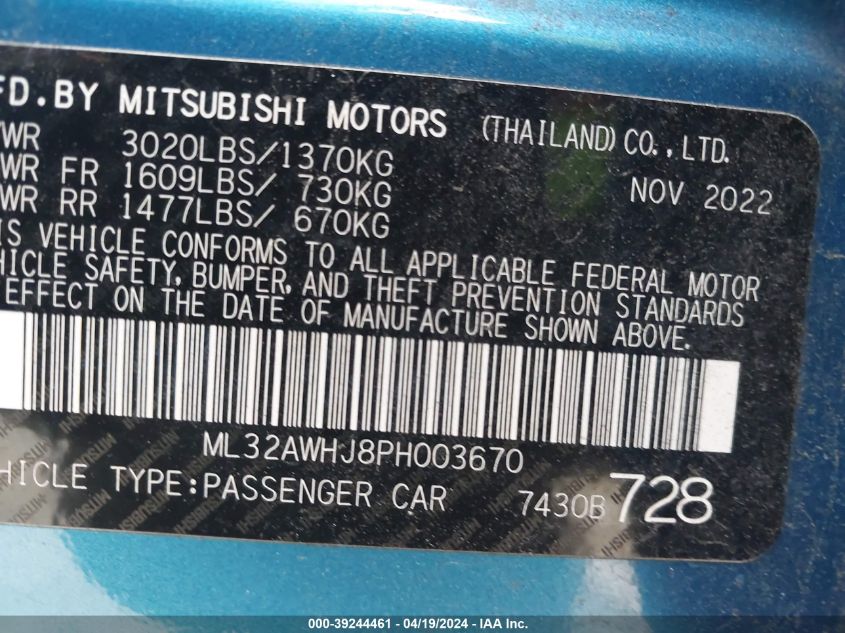 FD.BY MITSUBISHI MOTORS (THAILAND) CO.,LTD.
VWR 3020LBS/1370KG
WR FR 1609LBS/ 730KG NOV 2022
WR RR 1477LBS/ 670KG
IS VEHICLE CONFORMS TO ALL APPLICABLE FEDERAL MOTOR
HICLE SAFETY, BUMPER, AND THEFT PREVENTION STANDARDS
EFFECT ON THE DATE OF MANUFACTURE SHOWN ABOVE.
ML32AWHJ8PH003670
EHICLE TYPE:PASSENGER CAR 7430B 728
000-39244461 - 04/19/2024 - IAA Inc.